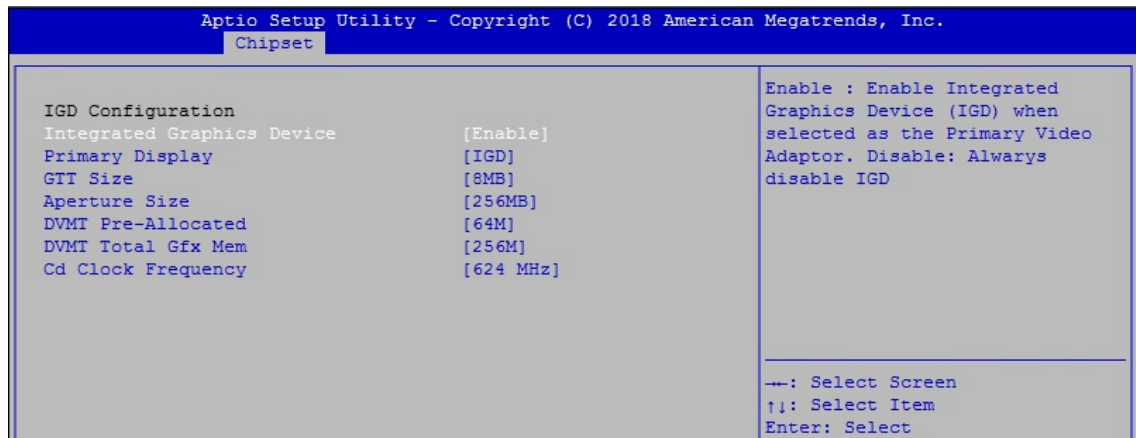 Aptio Setup Utility - Copyright (C) 2018 American Megatrends, Inc.
Chipset
IGD Configuration
Integrated Graphics Device [Enable]
Primary Display [IGD]
GTT Size [8MB]
Aperture Size [256MB]
DVMT Pre-Allocated [64M]
DVMT Total Gfx Mem [256M]
Cd Clock Frequency [624 MHz]
Enable : Enable Integrated
Graphics Device (IGD) when
selected as the Primary Video
Adaptor. Disable: Alwarys
disable IGD
→←: Select Screen
↑↓: Select Item
Enter: Select